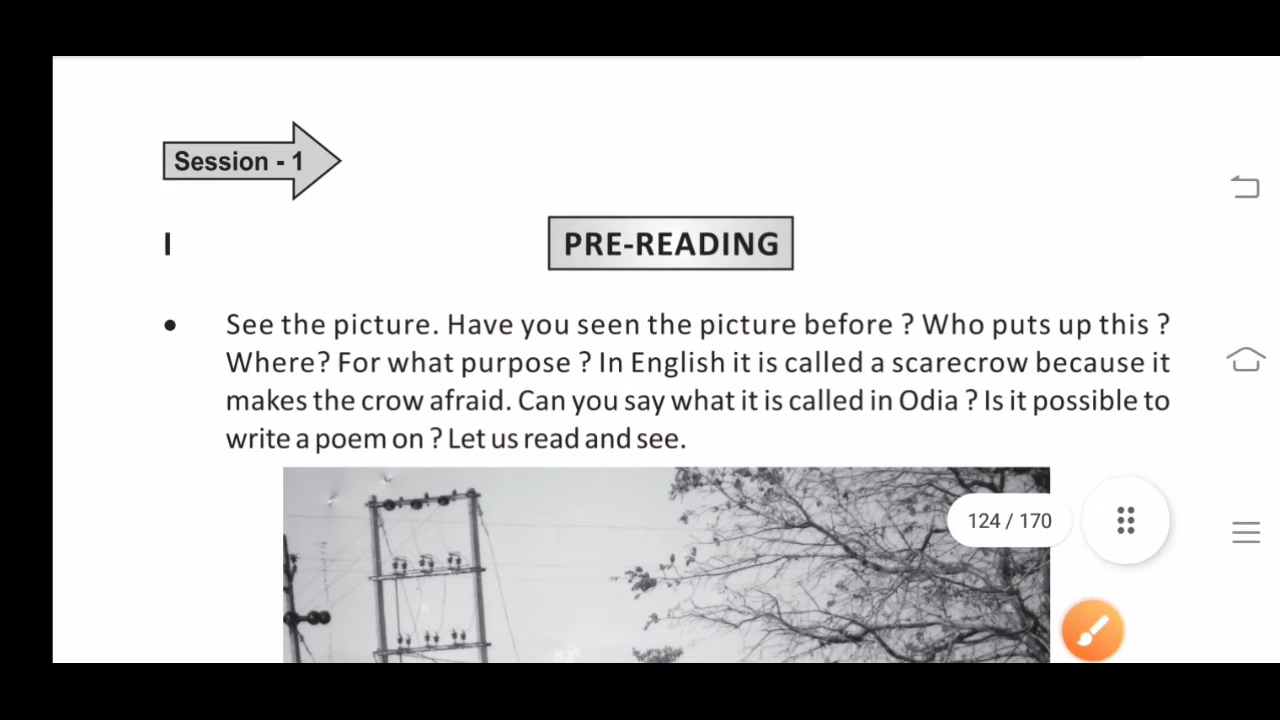 Session - 1
I
PRE-READING
• See the picture. Have you seen the picture before ? Who puts up this ?
Where? For what purpose ? In English it is called a scarecrow because it
makes the crow afraid. Can you say what it is called in Odia ? Is it possible to
write a poem on ? Let us read and see.
124 / 170